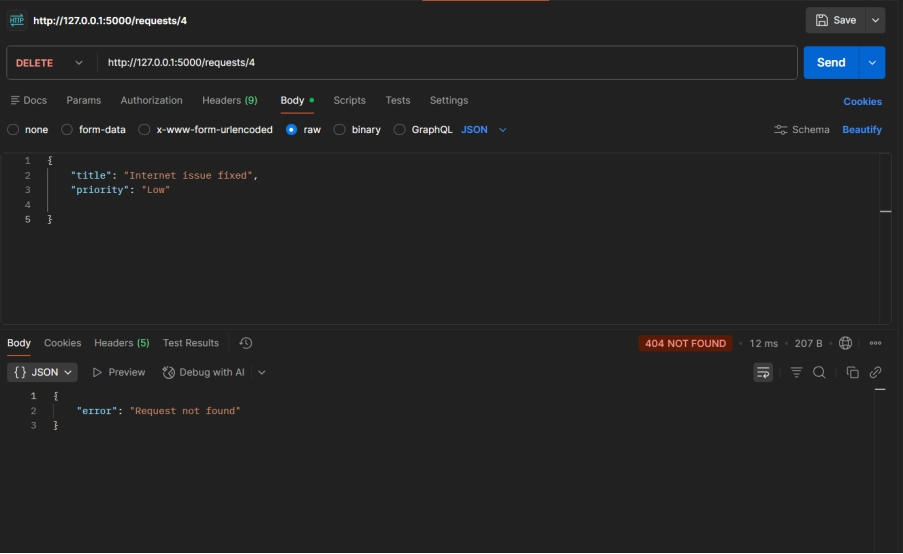 HTTP http://127.0.0.1:5000/requests/4 Save
DELETE http://127.0.0.1:5000/requests/4 Send
Docs Params Authorization Headers (9) Body Scripts Tests Settings Cookies
none form-data x-www-form-urlencoded raw binary GraphQL JSON Schema Beautify
1 {
2 "title": "Internet issue fixed",
3 "priority": "Low"
4
5 }
Body Cookies Headers (5) Test Results 404 NOT FOUND • 12 ms • 207 B •
{} JSON Preview Debug with AI
1 {
2 "error": "Request not found"
3 }